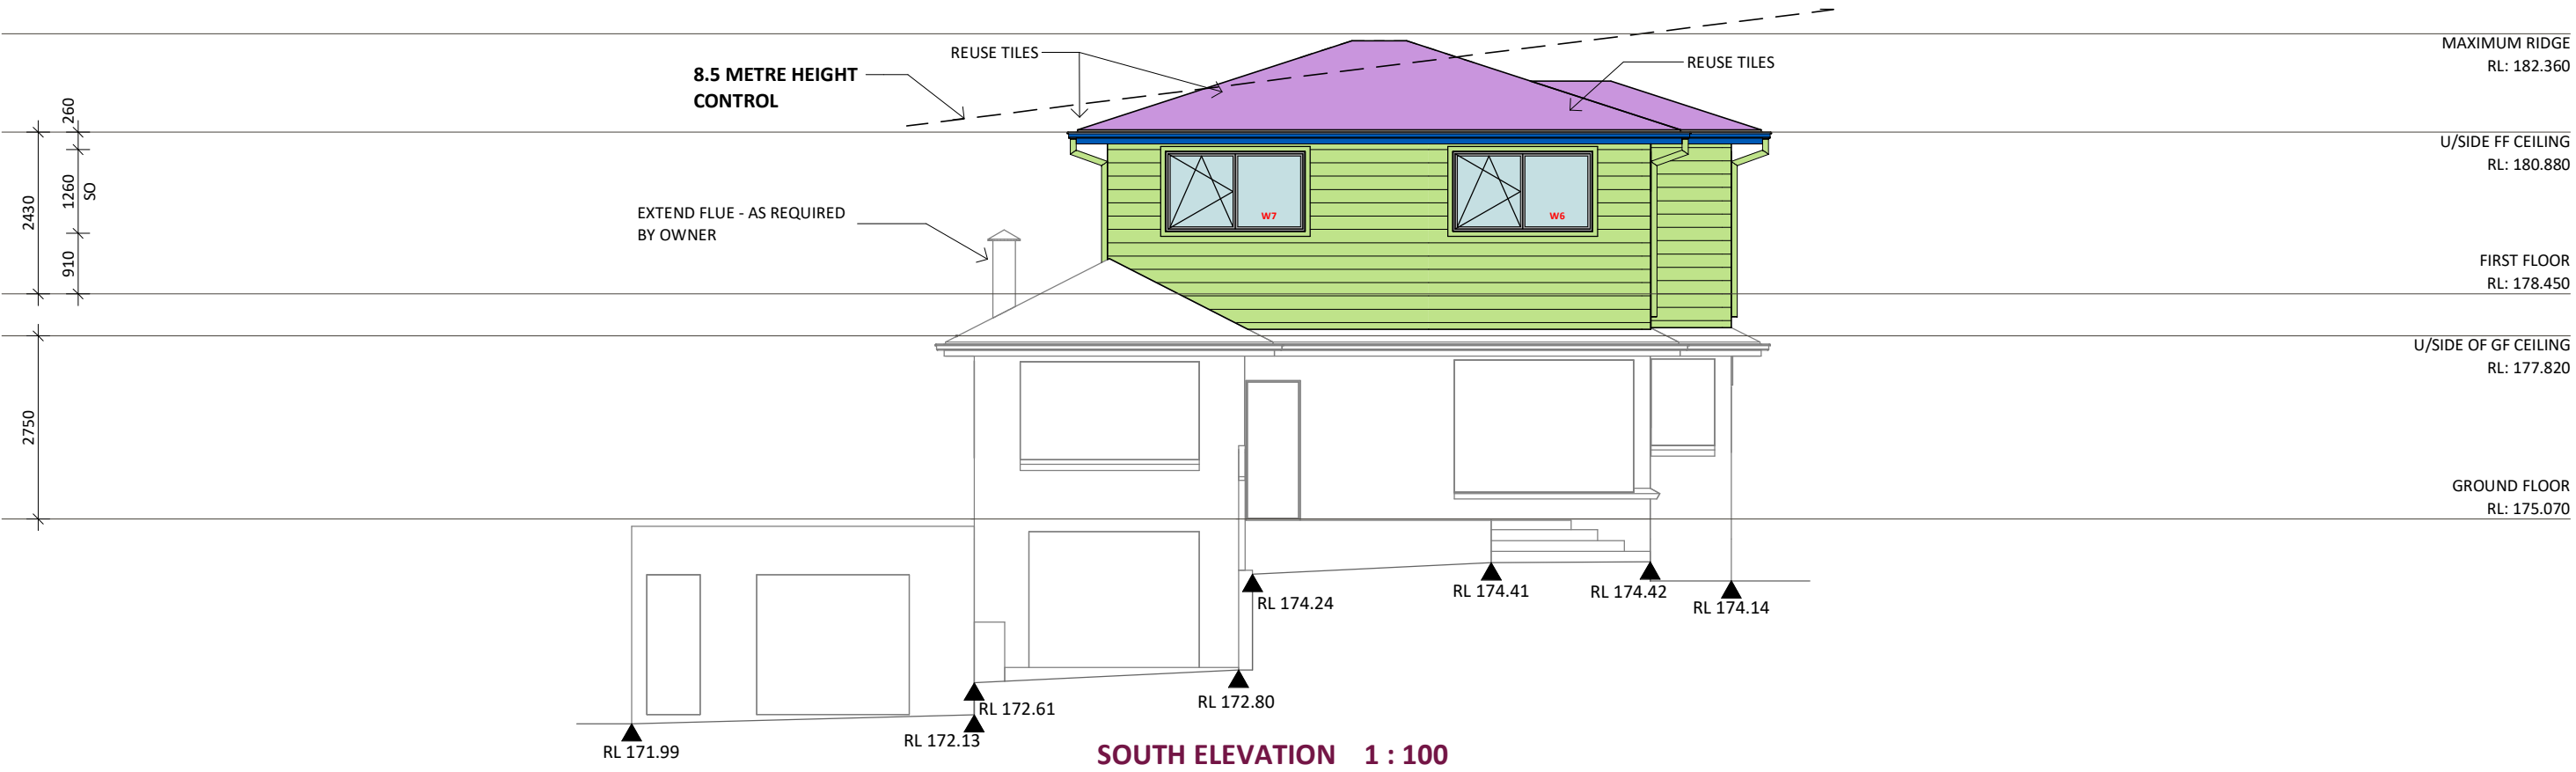 MAXIMUM RIDGE
RL: 182.360
REUSE TILES
REUSE TILES
8.5 METRE HEIGHT
CONTROL
260
U/SIDE FF CEILING
RL: 180.880
2430
1260
SO
910
W7
W6
EXTEND FLUE - AS REQUIRED
BY OWNER
FIRST FLOOR
RL: 178.450
U/SIDE OF GF CEILING
RL: 177.820
2750
GROUND FLOOR
RL: 175.070
RL 174.24
RL 174.41
RL 174.42
RL 174.14
RL 172.61
RL 172.80
RL 171.99
RL 172.13
SOUTH ELEVATION 1 : 100